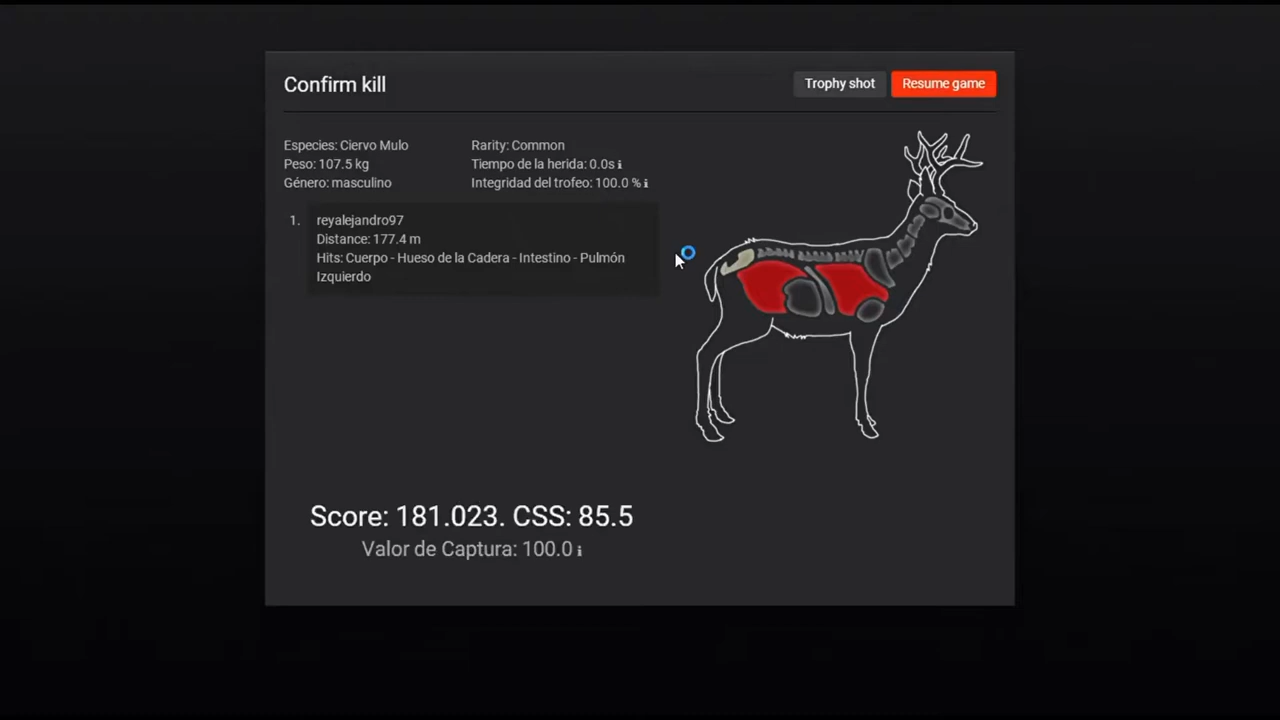 Confirm kill
Trophy shot
Resume game
Especies: Ciervo Mulo
Peso: 107.5 kg
Género: masculino
Rarity: Common
Tiempo de la herida: 0.0s i
Integridad del trofeo: 100.0 % i
1.
reyalejandro97
Distance: 177.4 m
Hits: Cuerpo - Hueso de la Cadera - Intestino - Pulmón
Izquierdo
Score: 181.023. CSS: 85.5
Valor de Captura: 100.0 i